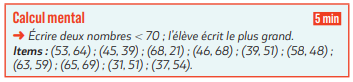 Calcul mental
5 min
➔ Écrire deux nombres < 70 ; l'élève écrit le plus grand.
Items : (53, 64) ; (45, 39) ; (68, 21) ; (46, 68) ; (39, 51) ; (58, 48) ;
(63, 59) ; (65, 69) ; (31, 51) ; (37, 54).